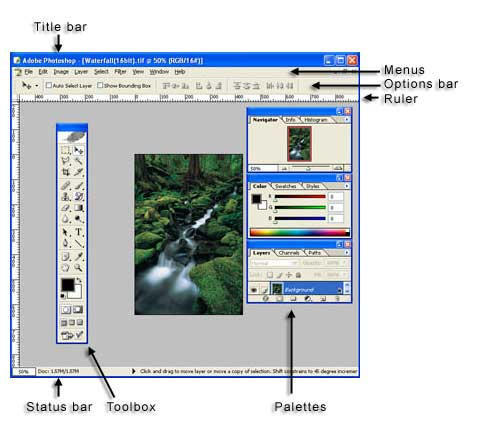 Title bar
Adobe Photoshop - [Waterfall(16bit).tif @ 50% (RGB/16#)]
File Edit Image Layer Select Filter View Window Help
Menus
Auto Select Layer Show Bounding Box
Options bar
Ruler
Navigator Info Histogram
50%
Color Swatches Styles
R 0
G 0
B 0
Layers Channels Paths
Normal Opacity: 100%
Lock: Fill: 100%
Background
50% Doc: 1.57M/1.57M Click and drag to move layer or move a copy of selection. Shift constrains to 45 degree incremen
Status bar Toolbox Palettes